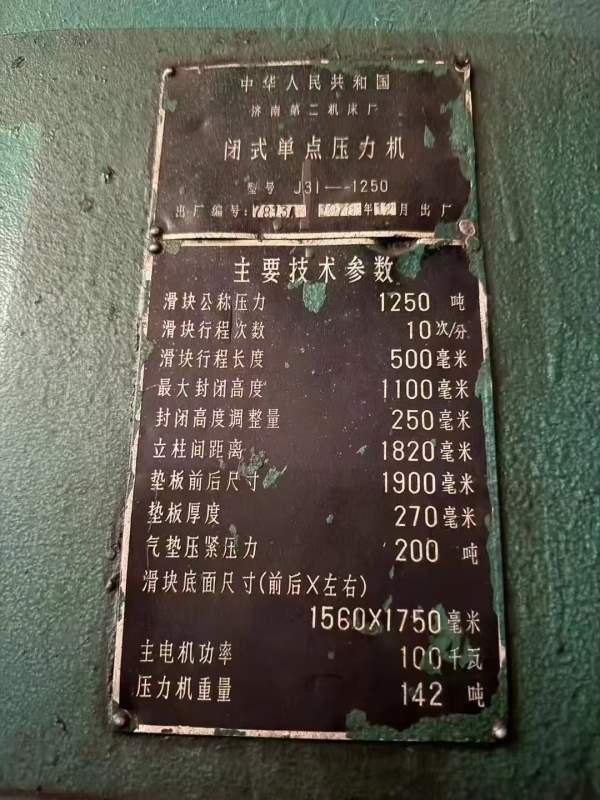 中华人民共和国
济南第二机床厂
闭式单点压力机
型号 J31—-1250
出厂编号: 年12月出厂
主要技术参数
滑块公称压力 1250 吨
滑块行程次数 10次/分
滑块行程长度 500毫米
最大封闭高度 1100毫米
封闭高度调整量 250毫米
立柱间距离 1820毫米
垫板前后尺寸 1900毫米
垫板厚度 270毫米
气垫压紧压力 200 吨
滑块底面尺寸(前后X左右)
1560X1750毫米
主电机功率 100千瓦
压力机重量 142 吨